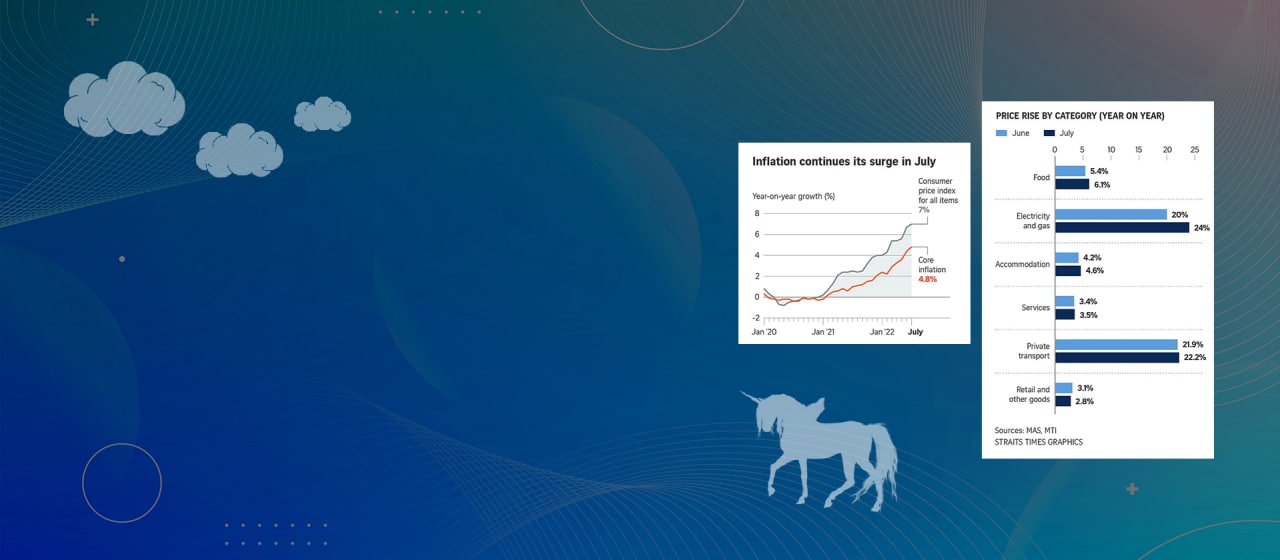 Inflation continues its surge in July
Year-on-year growth (%)
Consumer
price index
for all items
7%
8
6
4
2
0
-2
Core
inflation
4.8%
Jan '20
Jan '21
Jan '22
July
PRICE RISE BY CATEGORY (YEAR ON YEAR)
June
July
0 5 10 15 20 25
Food
5.4%
6.1%
Electricity
and gas
20%
24%
Accommodation
4.2%
4.6%
Services
3.4%
3.5%
Private
transport
21.9%
22.2%
Retail and
other goods
3.1%
2.8%
Sources: MAS, MTI
STRAITS TIMES GRAPHICS